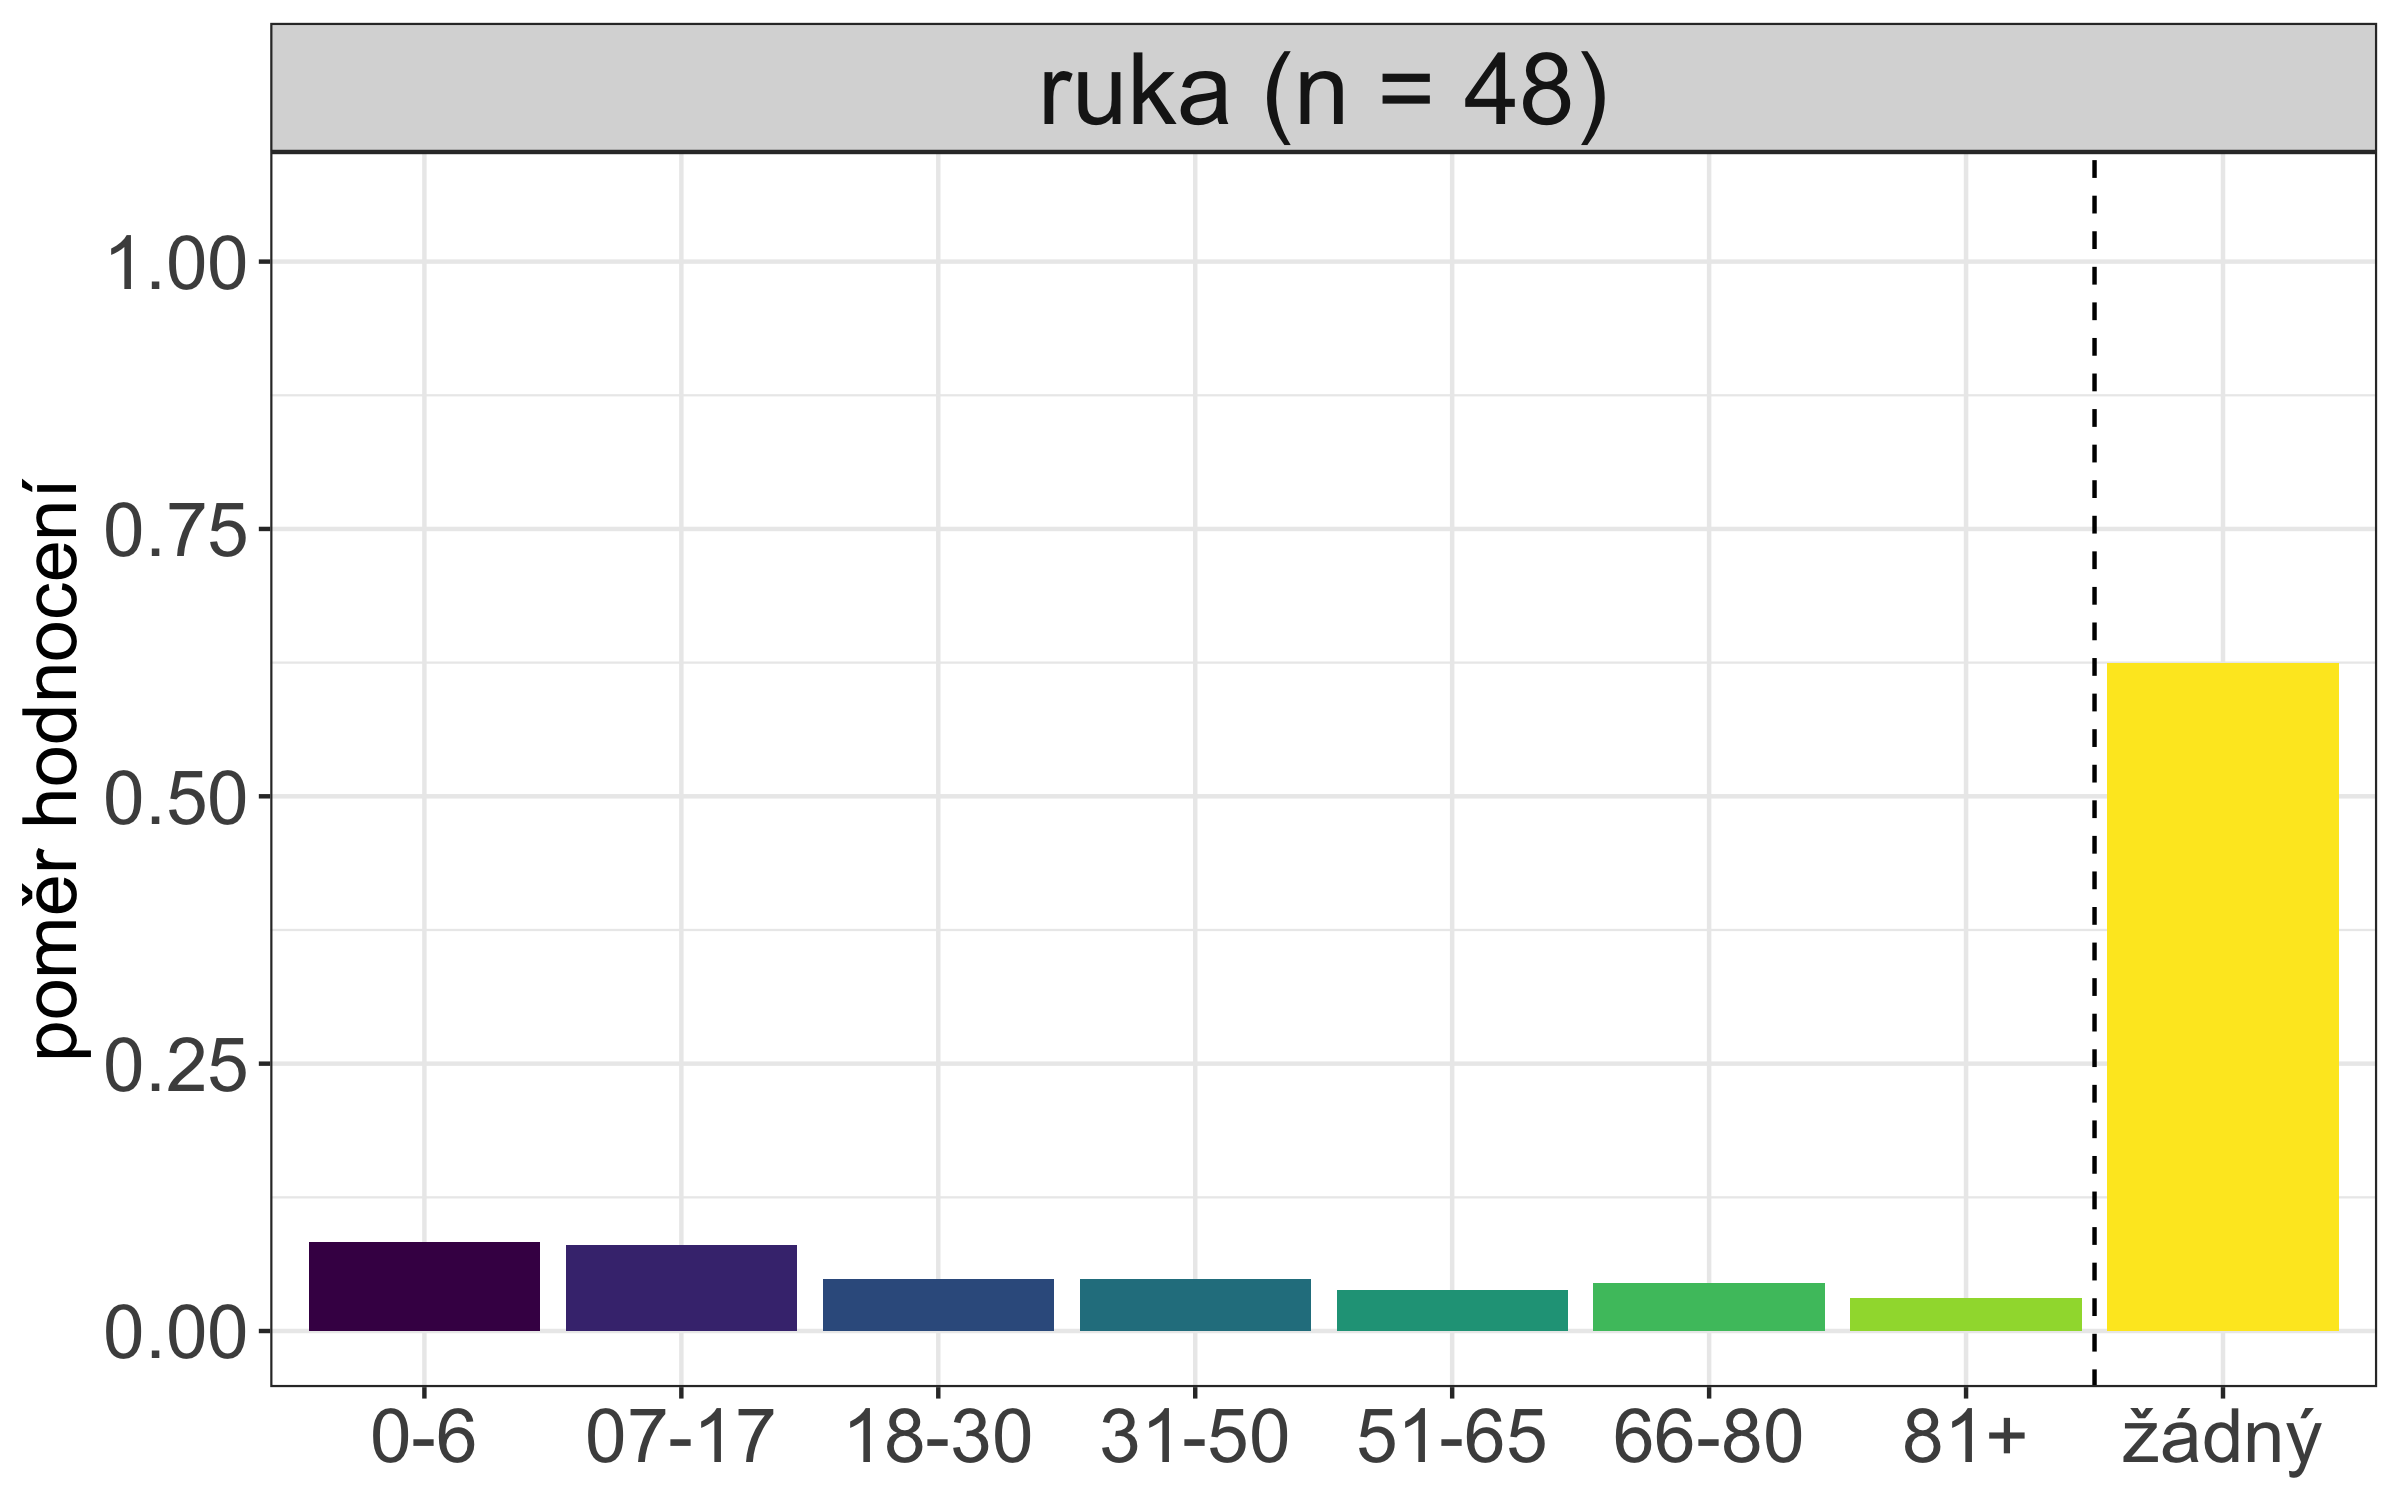 ruka (n = 48)
poměr hodnocení
1.00
0.75
0.50
0.25
0.00
0-6 07-17 18-30 31-50 51-65 66-80 81+ žádný